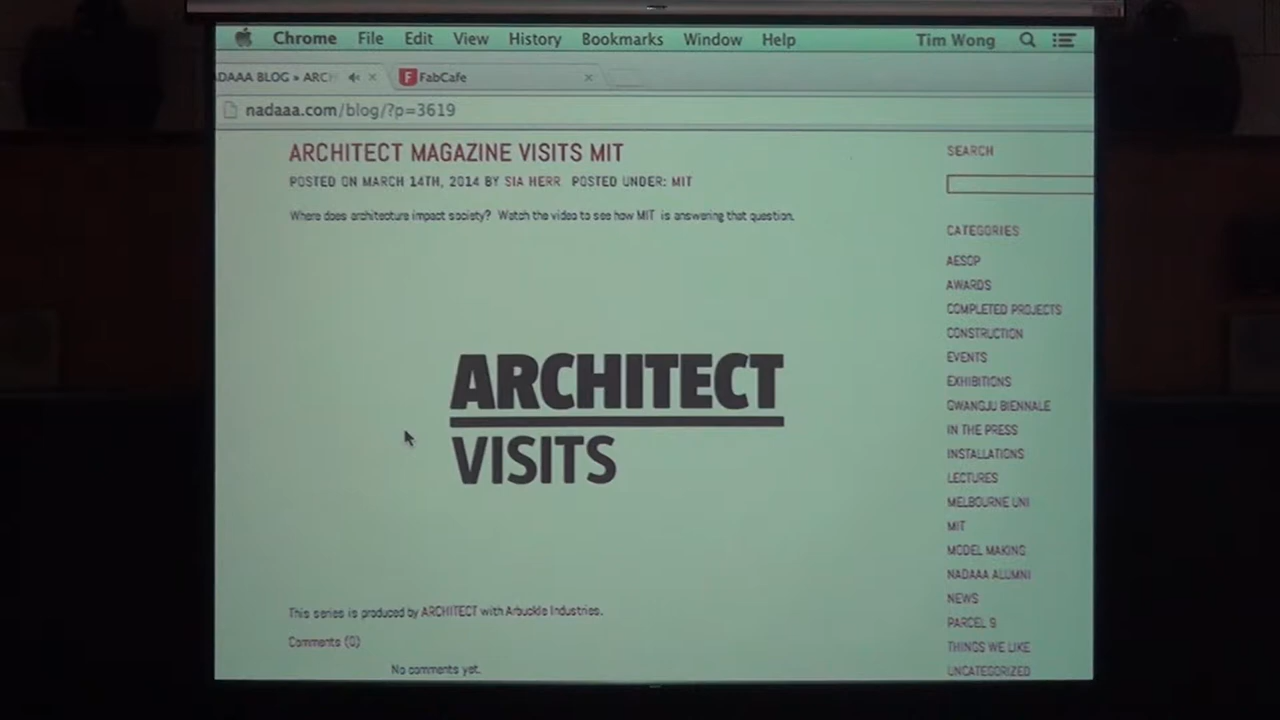 Chrome File Edit View History Bookmarks Window Help Tim Wong
ADAAA BLOG » ARCH FabCafe
nadaaa.com/blog/?p=3619
ARCHITECT MAGAZINE VISITS MIT
POSTED ON MARCH 14TH, 2014 BY SIA HERR POSTED UNDER: MIT
Where does architecture impact society? Watch the video to see how MIT is answering that question.
ARCHITECT
VISITS
This series is produced by ARCHITECT with Arbuckle Industries.
Comments (0)
No comments yet.
SEARCH
CATEGORIES
AESOP
AWARDS
COMPLETED PROJECTS
CONSTRUCTION
EVENTS
EXHIBITIONS
GWANGJU BIENNALE
IN THE PRESS
INSTALLATIONS
LECTURES
MELBOURNE UNI
MIT
MODEL MAKING
NADAAA ALUMNI
NEWS
PARCEL 9
THINGS WE LIKE
UNCATEGORIZED